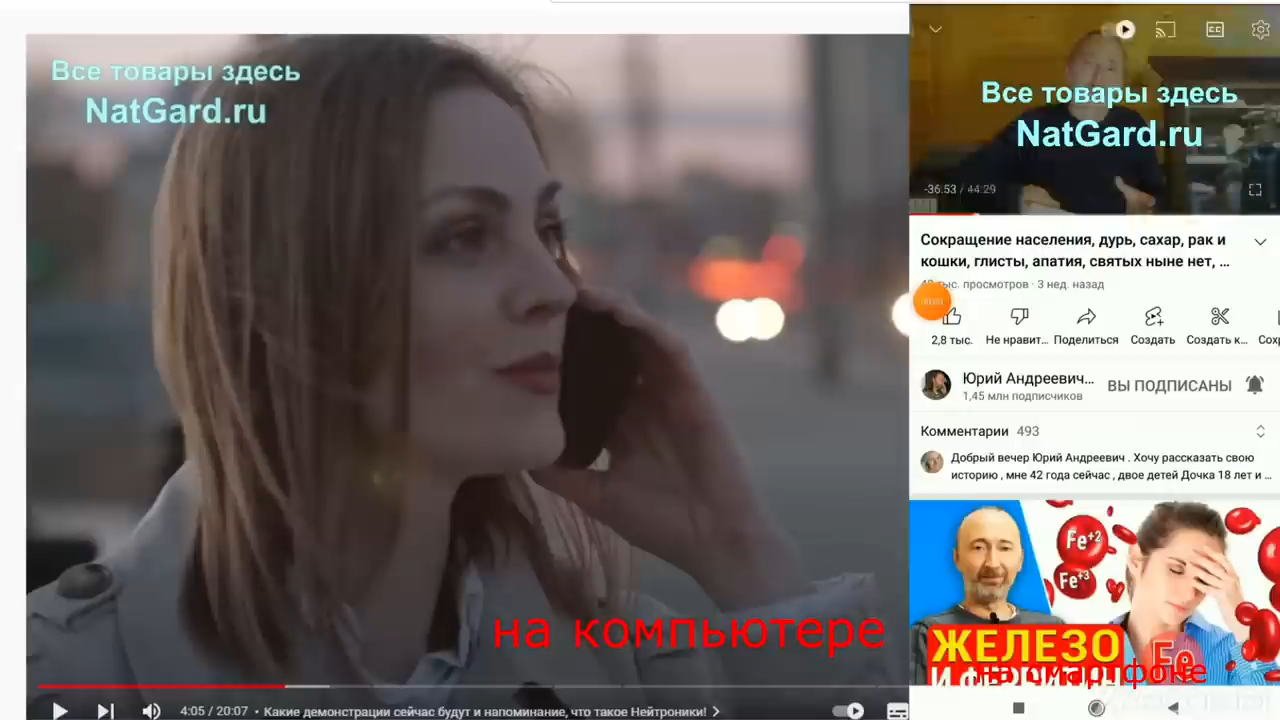 Все товары здесь
NatGard.ru
на компьютере
4:05 / 20:07 • Какие демонстрации сейчас будут и напоминание, что такое Нейтроники!
Все товары здесь
NatGard.ru
-36:53 / 44:29
Сокращение населения, дурь, сахар, рак и
кошки, глисты, апатия, святых ныне нет, ...
тыс. просмотров · 3 нед. назад
2,8 тыс. Не нравит... Поделиться Создать Создать к...
Юрий Андреевич...
1,45 млн подписчиков
ВЫ ПОДПИСАНЫ
Комментарии 493
Добрый вечер Юрий Андреевич . Хочу рассказать свою
историю , мне 42 года сейчас , двое детей Дочка 18 лет и ...
Fe+2
Fe+3
ЖЕЛЕЗО
Fe
на смартфоне